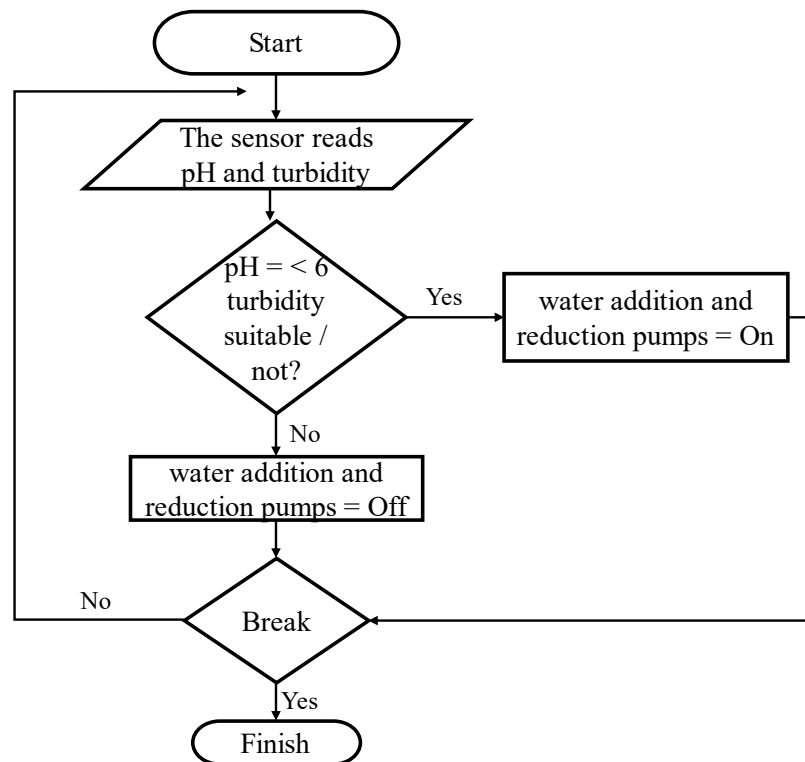 Start
The sensor reads
pH and turbidity
pH = < 6
turbidity
suitable /
not?
Yes
water addition and
reduction pumps = On
No
water addition and
reduction pumps = Off
No
Break
Yes
Finish